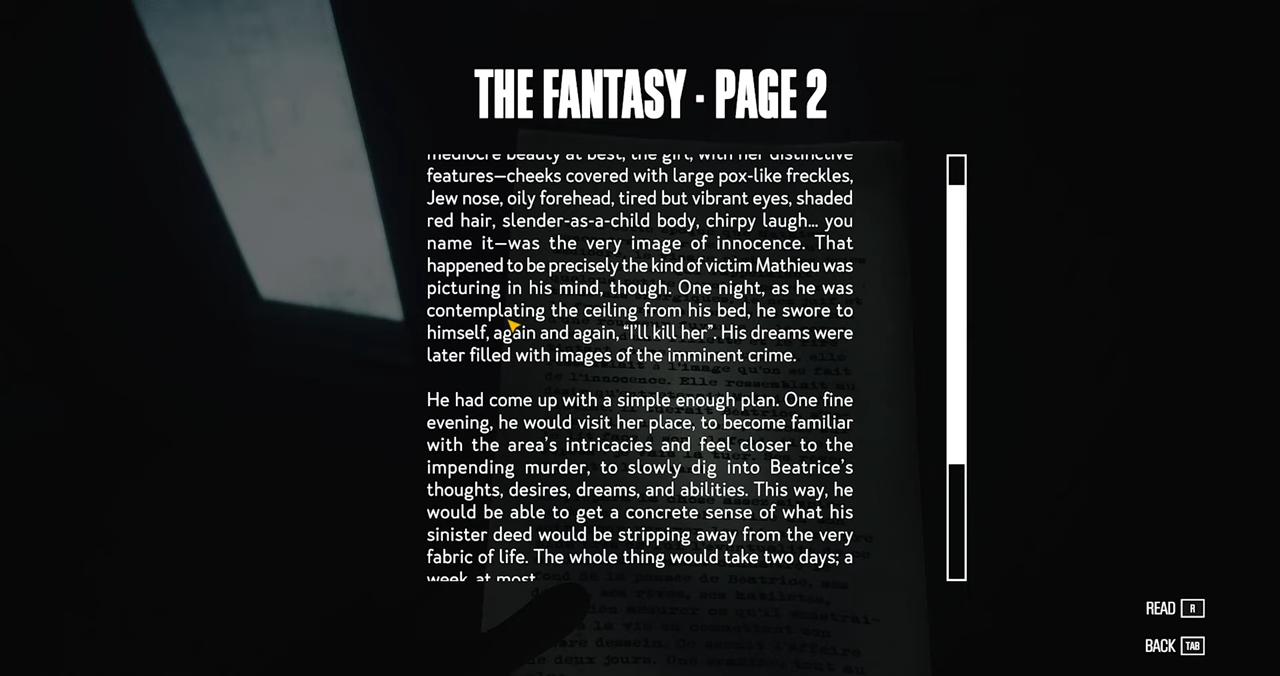 THE FANTASY · PAGE 2
mediocre beauty at best, the girl, with her distinctive
features—cheeks covered with large pox-like freckles,
Jew nose, oily forehead, tired but vibrant eyes, shaded
red hair, slender-as-a-child body, chirpy laugh... you
name it—was the very image of innocence. That
happened to be precisely the kind of victim Mathieu was
picturing in his mind, though. One night, as he was
contemplating the ceiling from his bed, he swore to
himself, again and again, “I’ll kill her”. His dreams were
later filled with images of the imminent crime.
He had come up with a simple enough plan. One fine
evening, he would visit her place, to become familiar
with the area’s intricacies and feel closer to the
impending murder, to slowly dig into Beatrice’s
thoughts, desires, dreams, and abilities. This way, he
would be able to get a concrete sense of what his
sinister deed would be stripping away from the very
fabric of life. The whole thing would take two days; a
week, at most.
READ R
BACK TAB